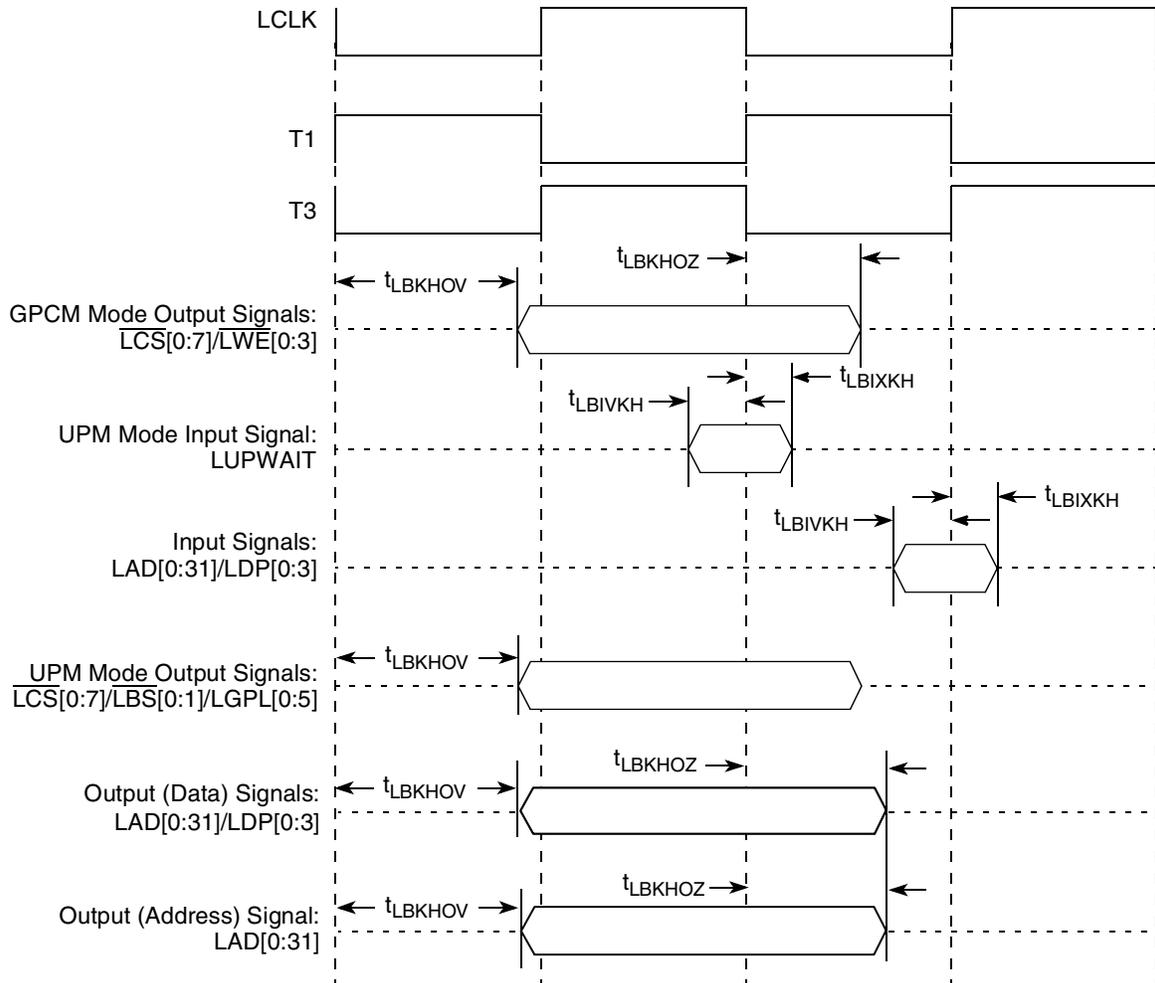 LCLK
T1
T3
tLBKHOZ
tLBKHOV
GPCM Mode Output Signals:
LCS[0:7]/LWE[0:3]
tLBIXKH
tLBIVKH
UPM Mode Input Signal:
LUPWAIT
tLBIXKH
tLBIVKH
Input Signals:
LAD[0:31]/LDP[0:3]
tLBKHOV
UPM Mode Output Signals:
LCS[0:7]/LBS[0:1]/LGPL[0:5]
tLBKHOZ
tLBKHOV
Output (Data) Signals:
LAD[0:31]/LDP[0:3]
tLBKHOZ
tLBKHOV
Output (Address) Signal:
LAD[0:31]